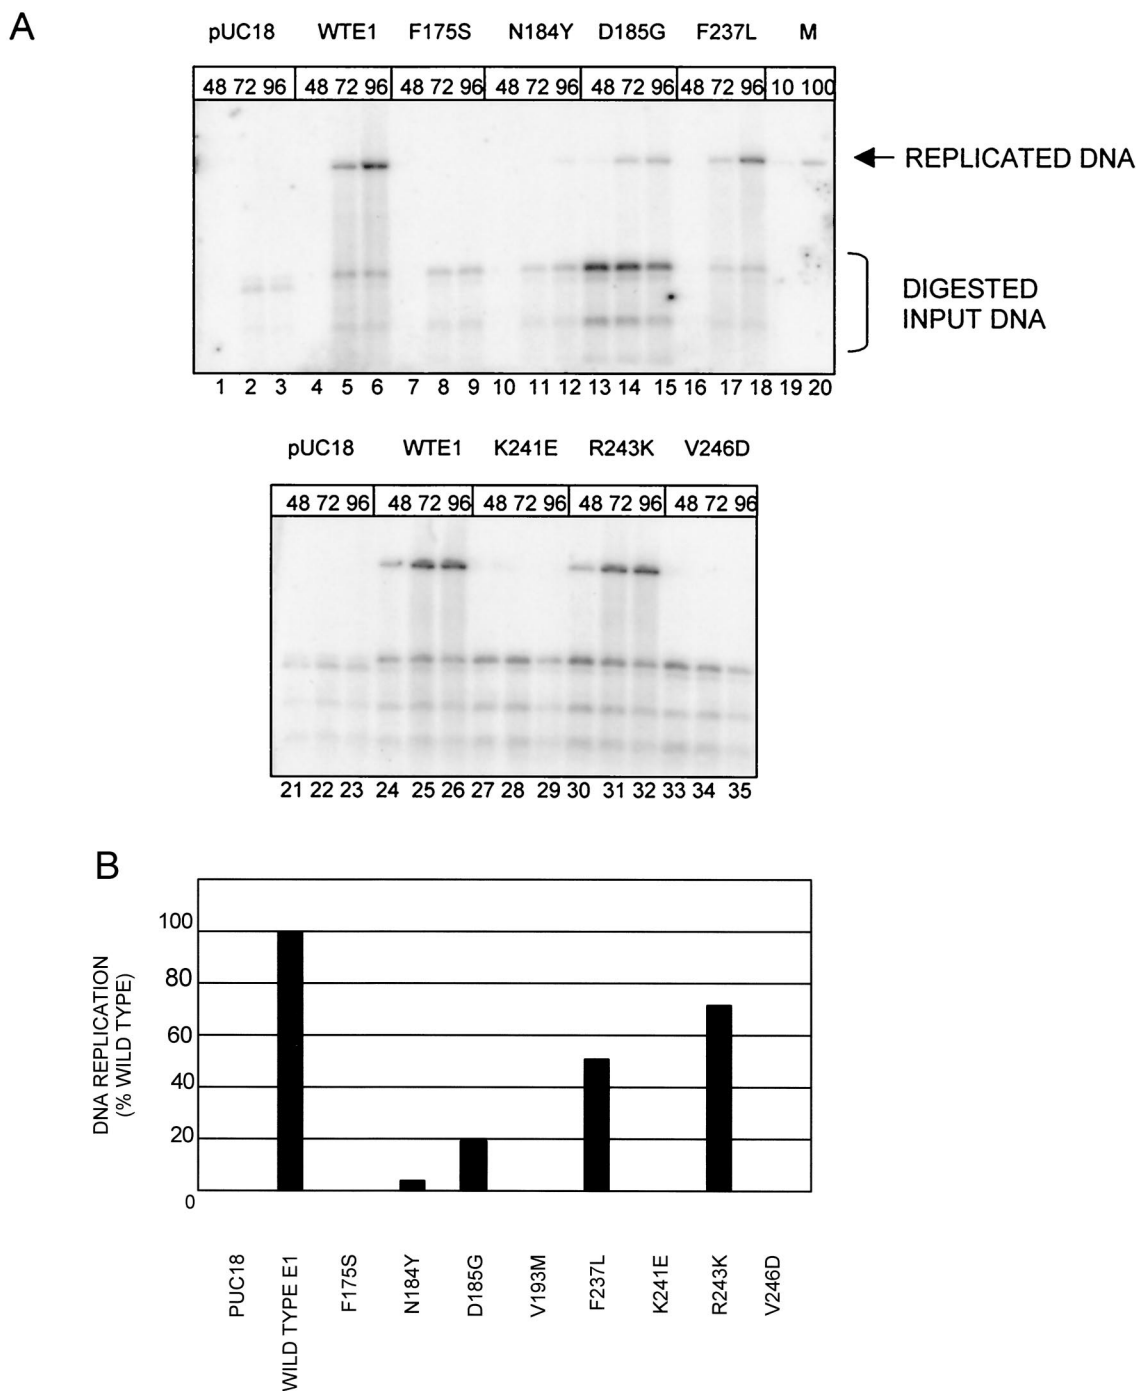 A
pUC18 WTE1 F175S N184Y D185G F237L M
48 72 96 48 72 96 48 72 96 48 72 96 48 72 96 48 72 96 10 100
REPLICATED DNA
DIGESTED
INPUT DNA
1 2 3 4 5 6 7 8 9 10 11 12 13 14 15 16 17 18 19 20
pUC18 WTE1 K241E R243K V246D
48 72 96 48 72 96 48 72 96 48 72 96 48 72 96
21 22 23 24 25 26 27 28 29 30 31 32 33 34 35
B
DNA REPLICATION
(% WILD TYPE)
100
80
60
40
20
0
PUC18
WILD TYPE E1
F175S
N184Y
D185G
V193M
F237L
K241E
R243K
V246D